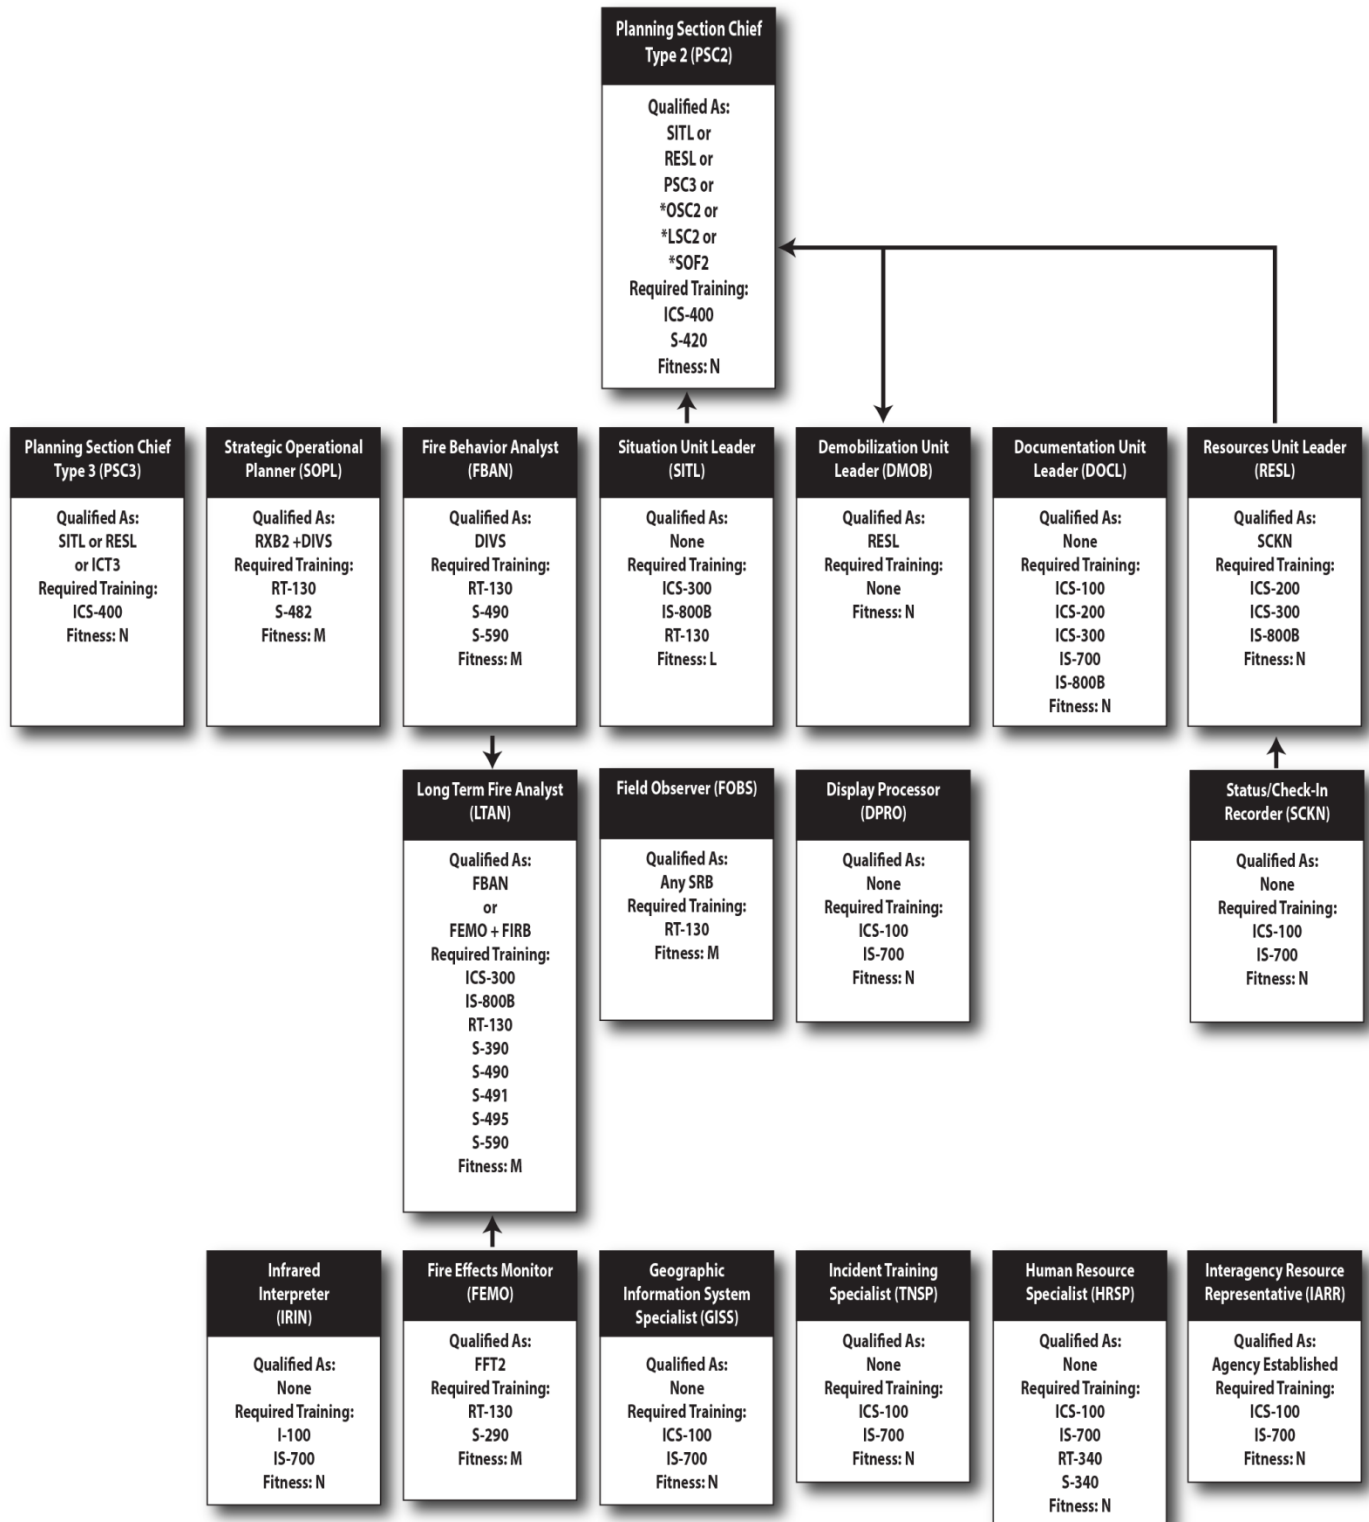 Planning Section Chief
Type 2 (PSC2)
Qualified As:
SITL or
RESL or
PSC3 or
*OSC2 or
*LSC2 or
*SOF2
Required Training:
ICS-400
S-420
Fitness: N
Planning Section Chief
Type 3 (PSC3)
Qualified As:
SITL or RESL
or ICT3
Required Training:
ICS-400
Fitness: N
Strategic Operational
Planner (SOPL)
Qualified As:
RXB2 +DIVS
Required Training:
RT-130
S-482
Fitness: M
Fire Behavior Analyst
(FBAN)
Qualified As:
DIVS
Required Training:
RT-130
S-490
S-590
Fitness: M
Situation Unit Leader
(SITL)
Qualified As:
None
Required Training:
ICS-300
IS-800B
RT-130
Fitness: L
Demobilization Unit
Leader (DMOB)
Qualified As:
RESL
Required Training:
None
Fitness: N
Documentation Unit
Leader (DOCL)
Qualified As:
None
Required Training:
ICS-100
ICS-200
ICS-300
IS-700
IS-800B
Fitness: N
Resources Unit Leader
(RESL)
Qualified As:
SCKN
Required Training:
ICS-200
ICS-300
IS-800B
Fitness: N
Long Term Fire Analyst
(LTAN)
Qualified As:
FBAN
or
FEMO + FIRB
Required Training:
ICS-300
IS-800B
RT-130
S-390
S-490
S-491
S-495
S-590
Fitness: M
Field Observer (FOBS)
Qualified As:
Any SRB
Required Training:
RT-130
Fitness: M
Display Processor
(DPRO)
Qualified As:
None
Required Training:
ICS-100
IS-700
Fitness: N
Status/Check-In
Recorder (SCKN)
Qualified As:
None
Required Training:
ICS-100
IS-700
Fitness: N
Infrared
Interpreter
(IRIN)
Qualified As:
None
Required Training:
I-100
IS-700
Fitness: N
Fire Effects Monitor
(FEMO)
Qualified As:
FFT2
Required Training:
RT-130
S-290
Fitness: M
Geographic
Information System
Specialist (GISS)
Qualified As:
None
Required Training:
ICS-100
IS-700
Fitness: N
Incident Training
Specialist (TNSP)
Qualified As:
None
Required Training:
ICS-100
IS-700
Fitness: N
Human Resource
Specialist (HRSP)
Qualified As:
None
Required Training:
ICS-100
IS-700
RT-340
S-340
Fitness: N
Interagency Resource
Representative (IARR)
Qualified As:
Agency Established
Required Training:
ICS-100
IS-700
Fitness: N